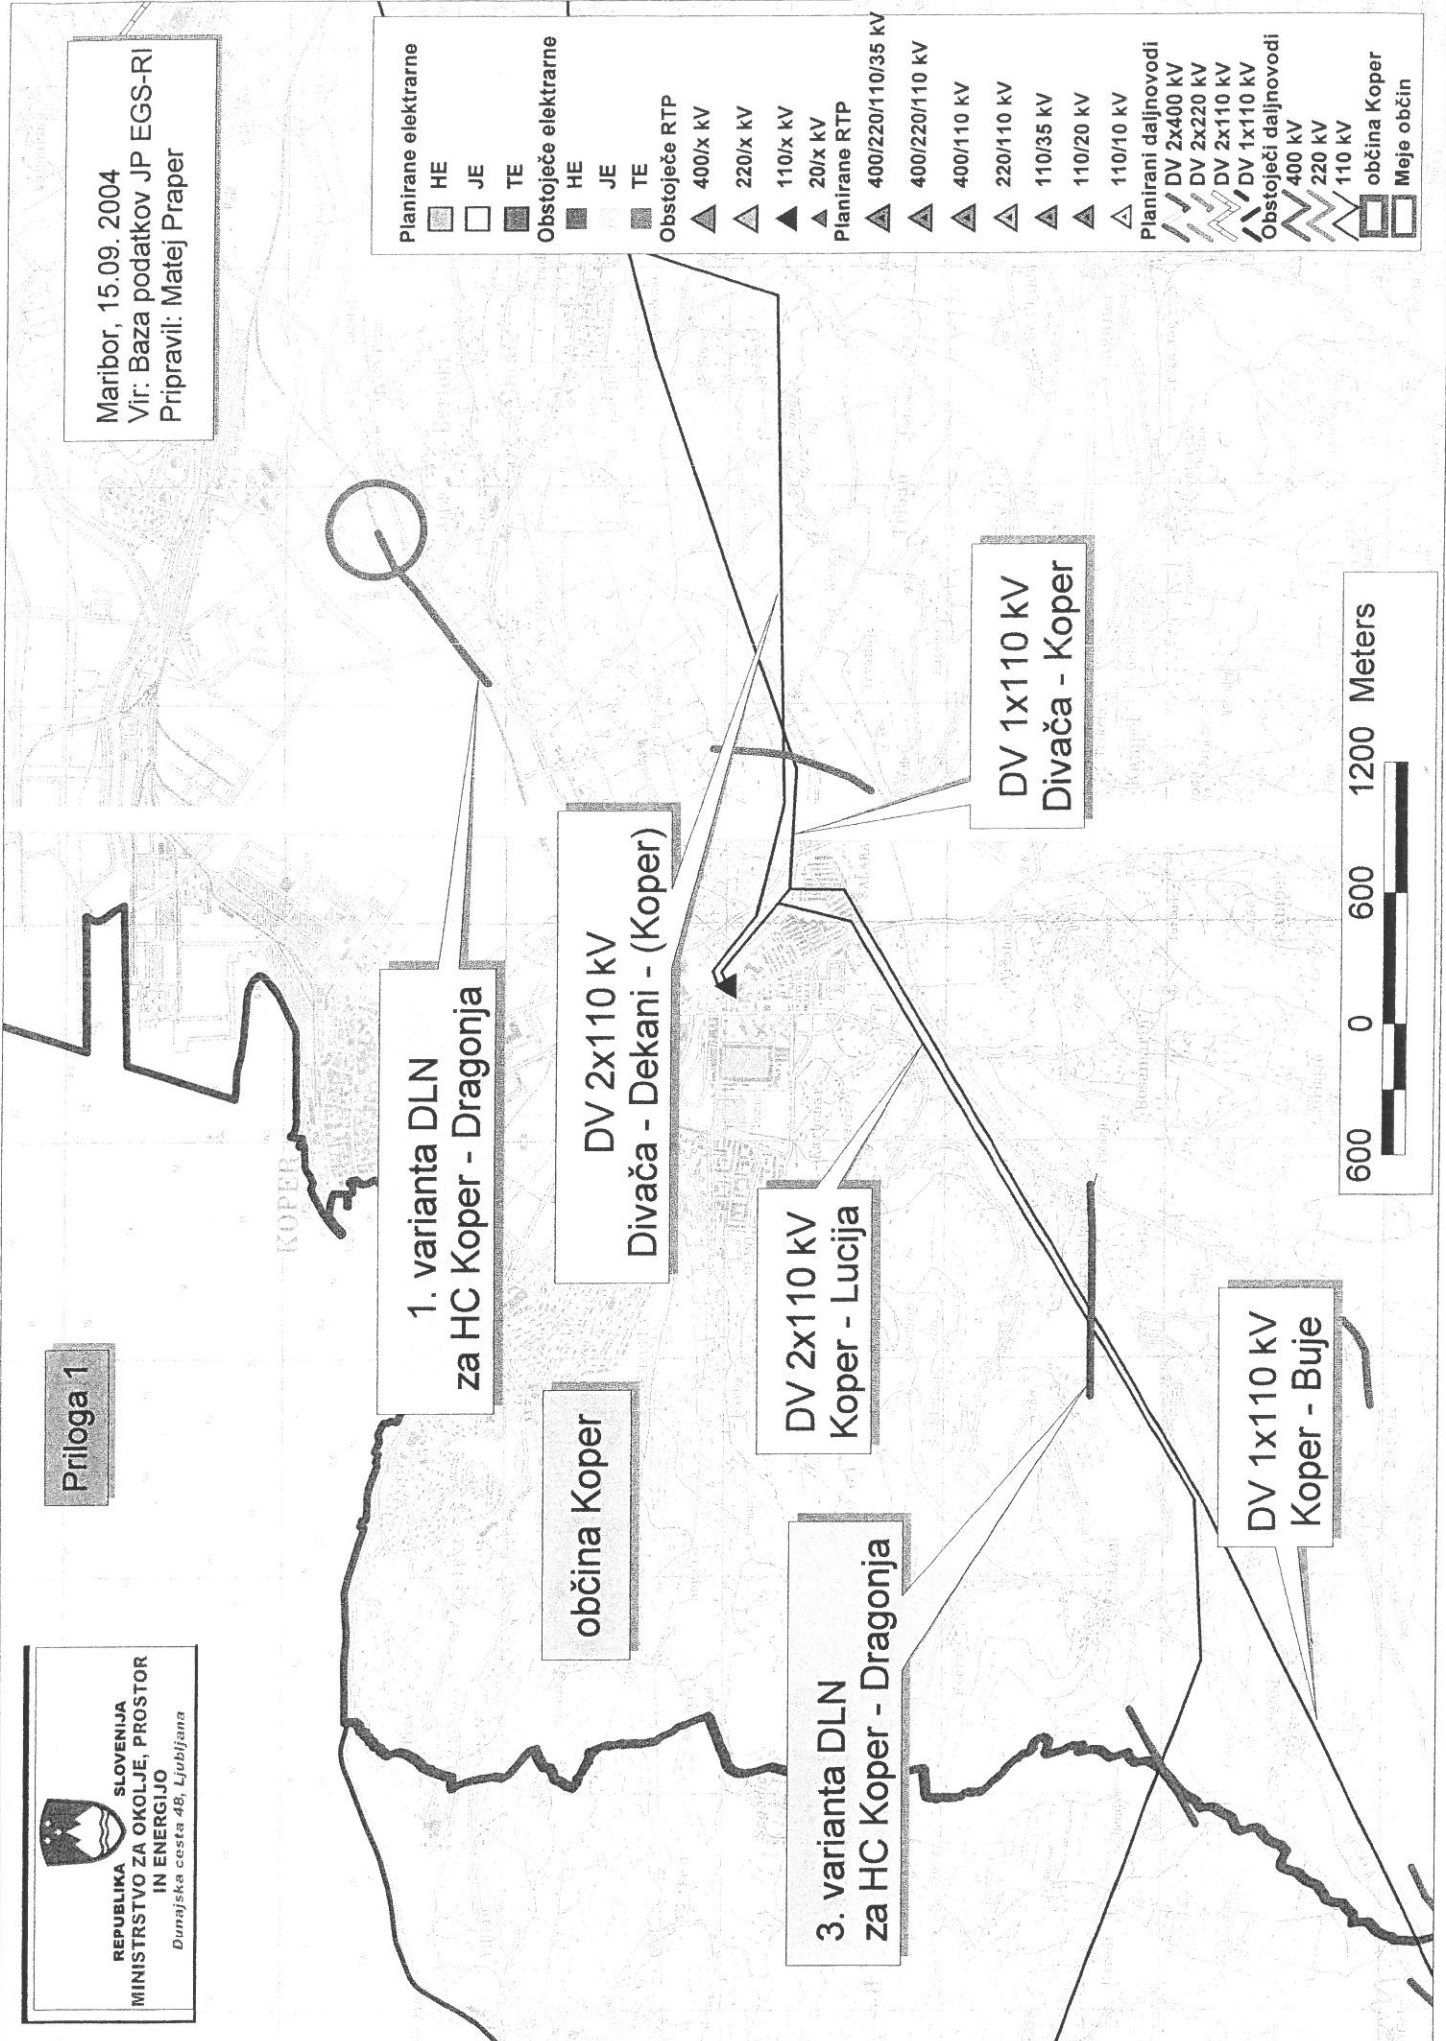 REPUBLIKA SLOVENIJA
MINISTRSTVO ZA OKOLJE, PROSTOR
IN ENERGIJO
Dunajska cesta 48, Ljubljana
Priloga 1
Maribor, 15.09. 2004
Vir: Baza podatkov JP EGS-RI
Pripravil: Matej Praper
KOPER
1. varianta DLN
za HC Koper - Dragonja
občina Koper
DV 2x110 kV
Divača - Dekani - (Koper)
DV 2x110 kV
Koper - Lucija
3. varianta DLN
za HC Koper - Dragonja
DV 1x110 kV
Divača - Koper
DV 1x110 kV
Koper - Buje
600 0 600 1200 Meters
Planirane elektrarne
HE
JE
TE
Obstoječe elektrarne
HE
JE
TE
Obstoječe RTP
400/x kV
220/x kV
110/x kV
20/x kV
Planirane RTP
400/220/110/35 kV
400/220/110 kV
400/110 kV
220/110 kV
110/35 kV
110/20 kV
110/10 kV
Planirani daljnovodi
DV 2x400 kV
DV 2x220 kV
DV 2x110 kV
DV 1x110 kV
Obstoječi daljnovodi
400 kV
220 kV
110 kV
občina Koper
Meje občin